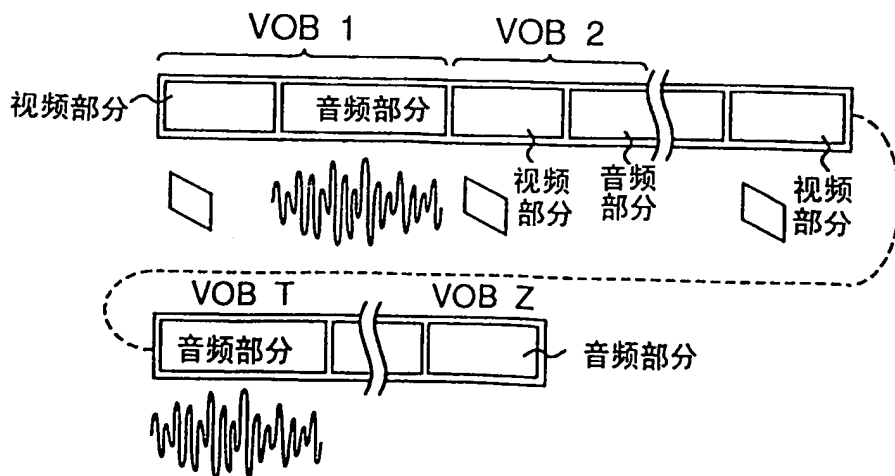 VOB 1
VOB 2
视频部分
音频部分
视频
部分
音频
部分
视频
部分
VOB T
VOB Z
音频部分
音频部分